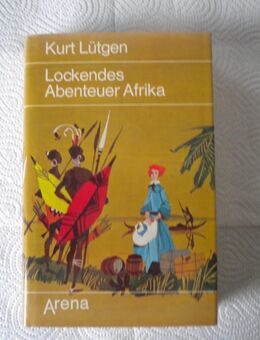 Kurt Lütgen
Lockendes
Abenteuer Afrika
Arena